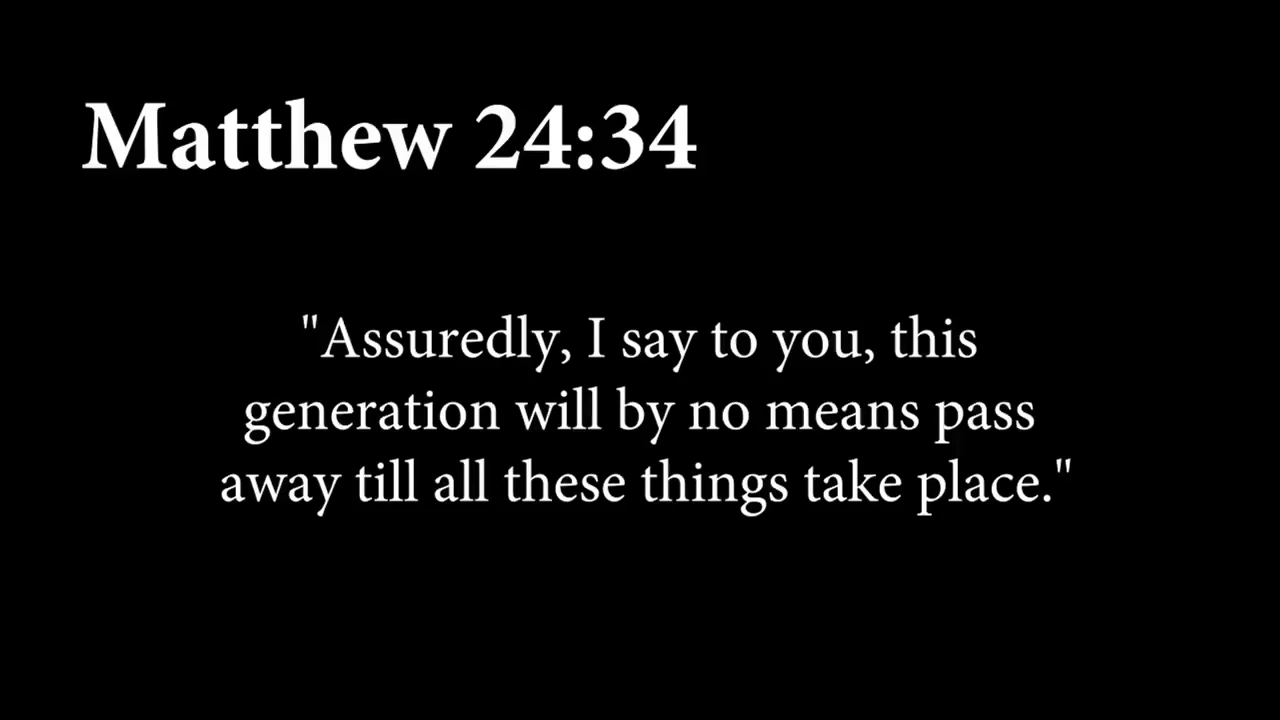 Matthew 24:34
"Assuredly, I say to you, this
generation will by no means pass
away till all these things take place."